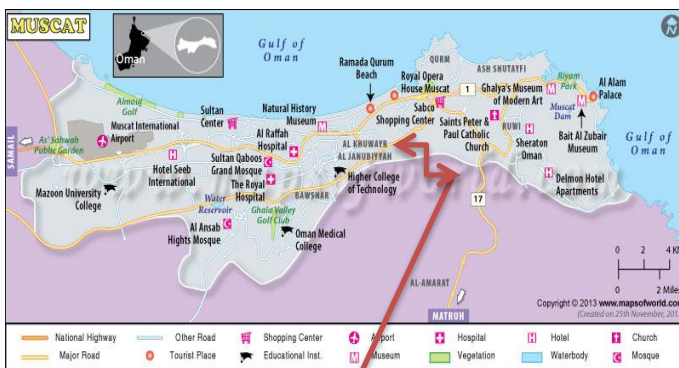 MUSCAT
Oman
Gulf of
Oman
N
Ramada Qurum
Beach
QURM
Royal Opera
House Muscat
1
ASH SHUTAYFI
Riyam
Park
Ghalya's Museum
of Modern Art
Al Alam
Palace
Almouj
Golf
Sultan
Center
Natural History
Museum
Sabco
Shopping Center
Muscat
Dam
As' Sahwah
Public Garden
Muscat International
Airport
Al Raffah
Hospital
AL KHUWAYR
AL JANUBIYYAH
Saints Peter &
Paul Catholic
Church
RUWI
Bait Al Zubair
Museum
Gulf of
Oman
SAMAIL
Hotel Seeb
International
Sultan Qaboos
Grand Mosque
Sheraton
Oman
Mazoon University
College
The Royal
Hospital
Higher College
of Technology
Delmon Hotel
Apartments
BAWSHAR
Water
Reservoir
Ghala Valley
Golf Club
17
Al Ansab
Hights Mosque
Oman Medical
College
AL-AMARAT
0 2 4 KM
0 2 Miles
MATRUH
Copyright © 2013 www.mapsofworld.com
(Created on 25th November, 2013
National Highway
Other Road
Shopping Center
Airport
Hospital
Hotel
Church
Major Road
Tourist Place
Educational Inst.
Museum
Vegetation
Waterbody
Mosque